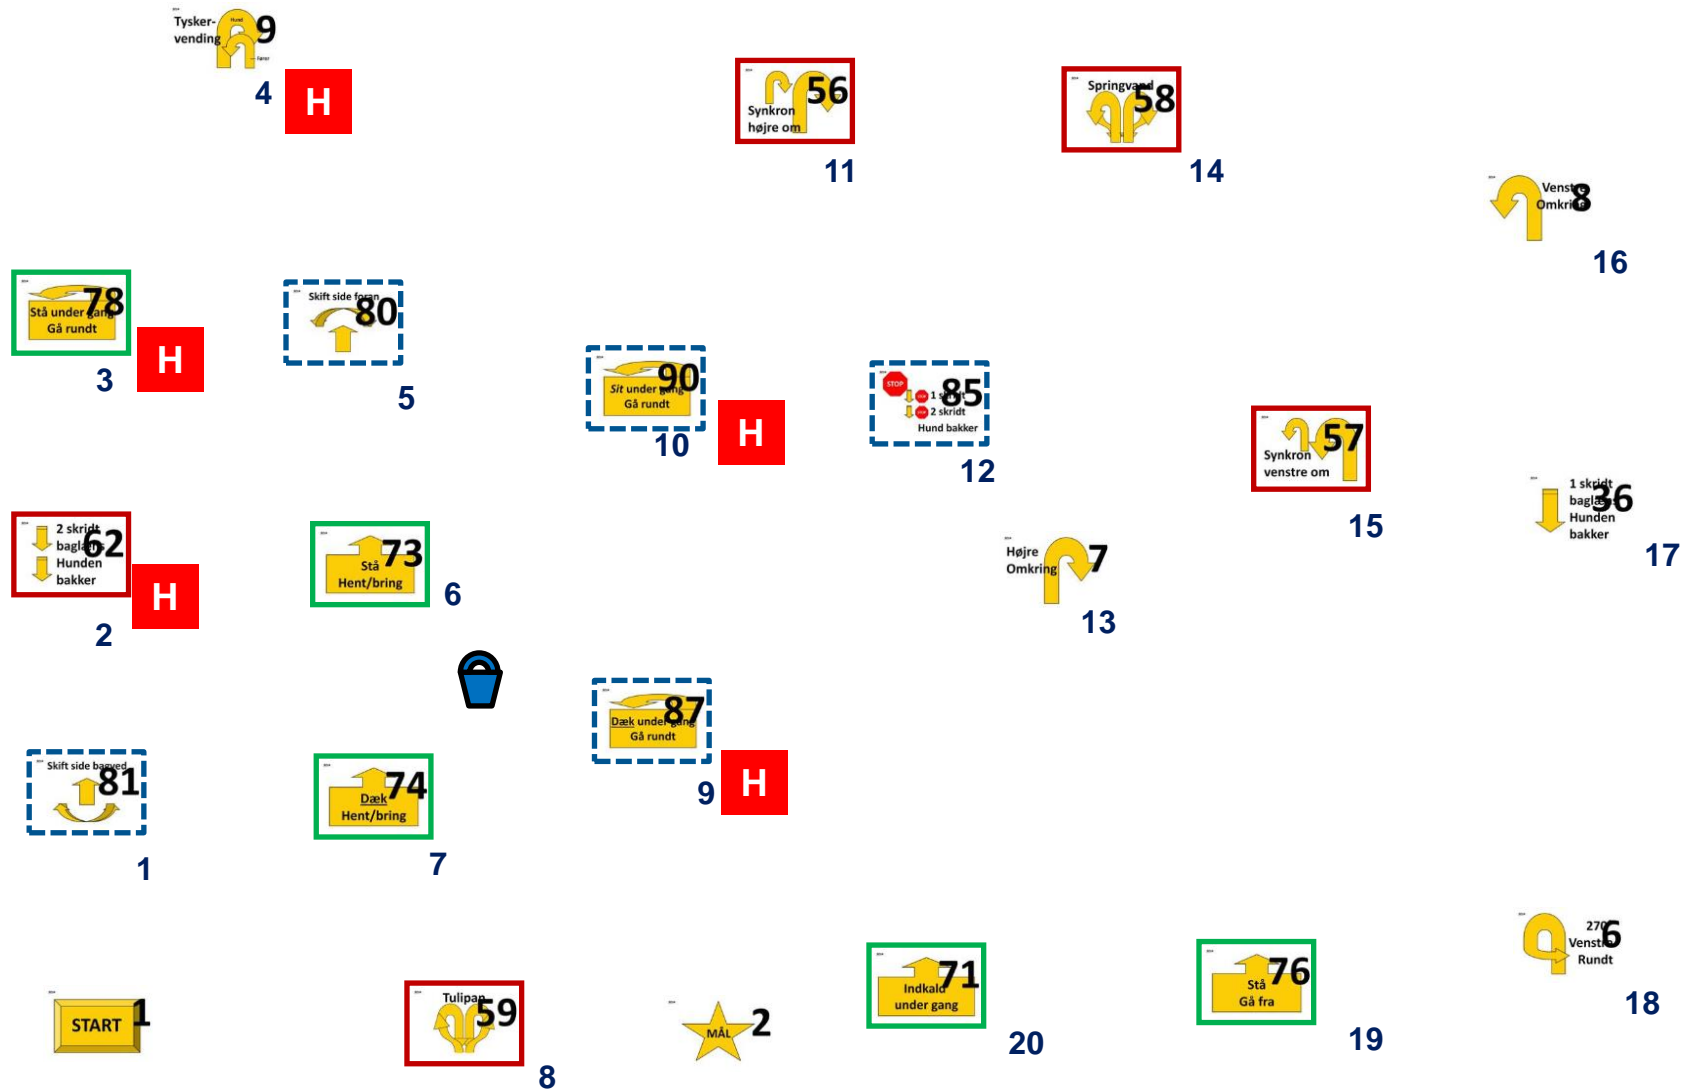 Tysker-
vending
Hund
Fører
9
4
H
56
Synkron
højre om
11
Springvand
58
14
Venstre
Omkring
8
16
78
Stå under gang
Gå rundt
3
H
Skift side foran
80
5
90
Sit under gang
Gå rundt
10
H
STOP
1 skridt
2 skridt
Hund bakker
85
12
57
Synkron
venstre om
15
1 skridt
baglæns
Hunden
bakker
36
17
2 skridt
baglæns
Hunden
bakker
62
2
H
73
Stå
Hent/bring
6
Højre
Omkring
7
13
87
Dæk under gang
Gå rundt
9
H
Skift side bagved
81
1
74
Dæk
Hent/bring
7
270
Venstre
Rundt
6
18
START
1
Tulipan
59
8
MÅL
2
71
Indkald
under gang
20
76
Stå
Gå fra
19